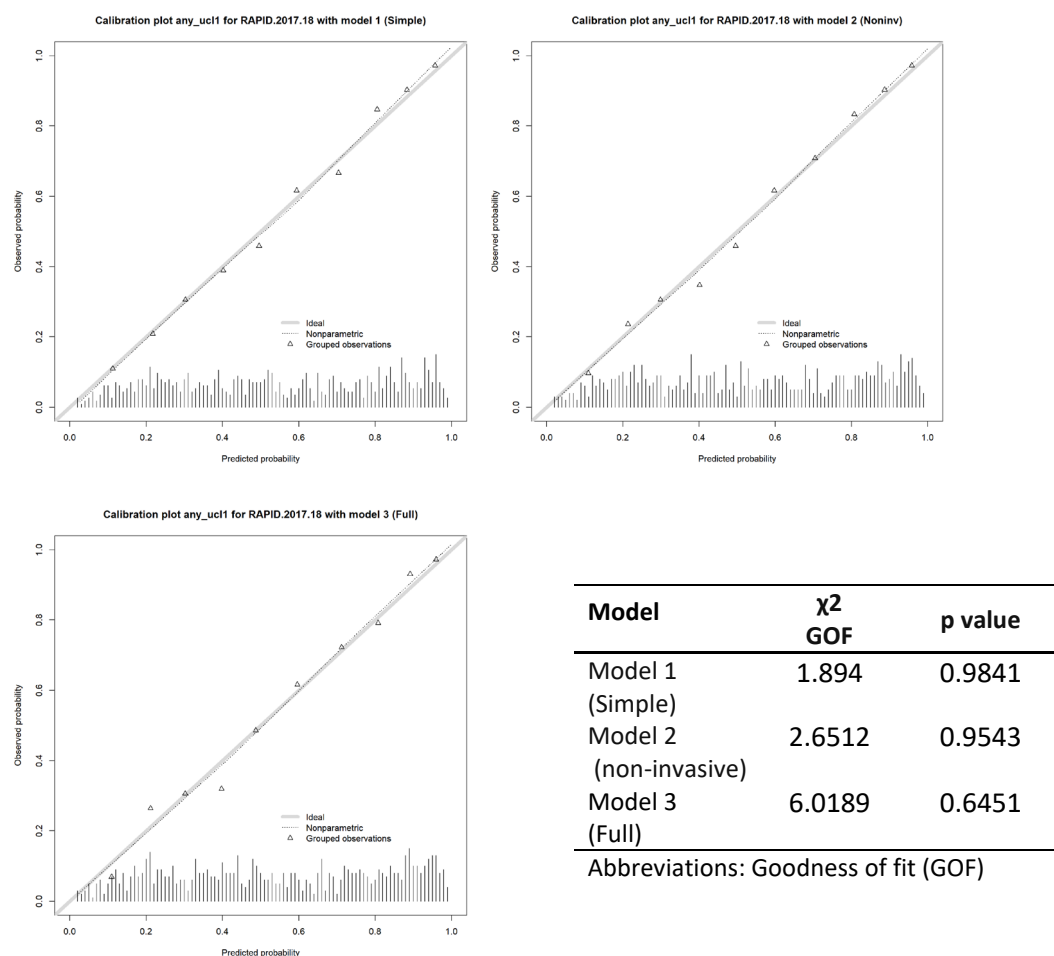 Calibration plot any_ucl1 for RAPID.2017.18 with model 1 (Simple)
Observed probability
1.0
0.8
0.6
0.4
0.2
0.0
Ideal
Nonparametric
Grouped observations
0.0 0.2 0.4 0.6 0.8 1.0
Predicted probability
Calibration plot any_ucl1 for RAPID.2017.18 with model 2 (Noninv)
Observed probability
1.0
0.8
0.6
0.4
0.2
0.0
Ideal
Nonparametric
Grouped observations
0.0 0.2 0.4 0.6 0.8 1.0
Predicted probability
Calibration plot any_ucl1 for RAPID.2017.18 with model 3 (Full)
Observed probability
1.0
0.8
0.6
0.4
0.2
0.0
Ideal
Nonparametric
Grouped observations
0.0 0.2 0.4 0.6 0.8 1.0
Predicted probability
Model χ2 GOF p value
Model 1 (Simple) 1.894 0.9841
Model 2 (non-invasive) 2.6512 0.9543
Model 3 (Full) 6.0189 0.6451
Abbreviations: Goodness of fit (GOF)